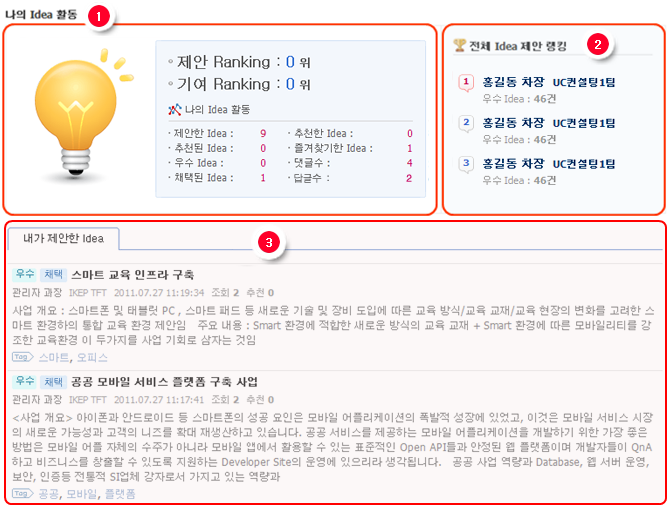 나의 Idea 활동 1
제안 Ranking : 0 위
기여 Ranking : 0 위
나의 Idea 활동
제안한 Idea : 9 추천한 Idea : 0
추천된 Idea : 0 즐겨찾기한 Idea : 1
우수 Idea : 0 댓글수 : 4
채택된 Idea : 1 답글수 : 2
전체 Idea 제안 랭킹 2
1 홍길동 차장 UC컨설팅1팀
우수 Idea : 46건
2 홍길동 차장 UC컨설팅1팀
우수 Idea : 46건
3 홍길동 차장 UC컨설팅1팀
우수 Idea : 46건
내가 제안한 Idea 3
우수 채택 스마트 교육 인프라 구축
관리자 과장 IKEP TFT 2011.07.27 11:19:34 조회 2 추천 0
사업 개요 : 스마트폰 및 태블릿 PC , 스마트 패드 등 새로운 기술 및 장비 도입에 따른 교육 방식/교육 교재/교육 현장의 변화를 고려한 스
마트 환경하의 통합 교육 환경 제안임 주요 내용 : Smart 환경에 적합한 새로운 방식의 교육 교재 + Smart 환경에 따른 모바일리티를 강
조한 교육환경 이 두가지를 사업 기회로 삼자는 것임
Tag 스마트, 오피스
우수 채택 공공 모바일 서비스 플랫폼 구축 사업
관리자 과장 IKEP TFT 2011.07.27 11:17:41 조회 2 추천 0
<사업 개요> 아이폰과 안드로이드 등 스마트폰의 성공 요인은 모바일 어플리케이션의 폭발적 성장에 있었고, 이것은 모바일 서비스 시장
의 새로운 가능성과 고객의 니즈를 확대 재생산하고 있습니다. 공공 서비스를 제공하는 모바일 어플리케이션을 개발하기 위한 가장 좋은
방법은 모바일 어플 자체의 수주가 아니라 모바일 앱에서 활용할 수 있는 표준적인 Open API들과 안정된 웹 플랫폼이며 개발자들이 QnA
하고 비즈니스를 창출할 수 있도록 지원하는 Developer Site의 운영에 있으리라 생각됩니다. 공공 사업 역량과 Database, 웹 서버 운영,
보안, 인증등 전통적 SI업체 강자로서 가지고 있는 역량과
Tag 공공, 모바일, 플랫폼